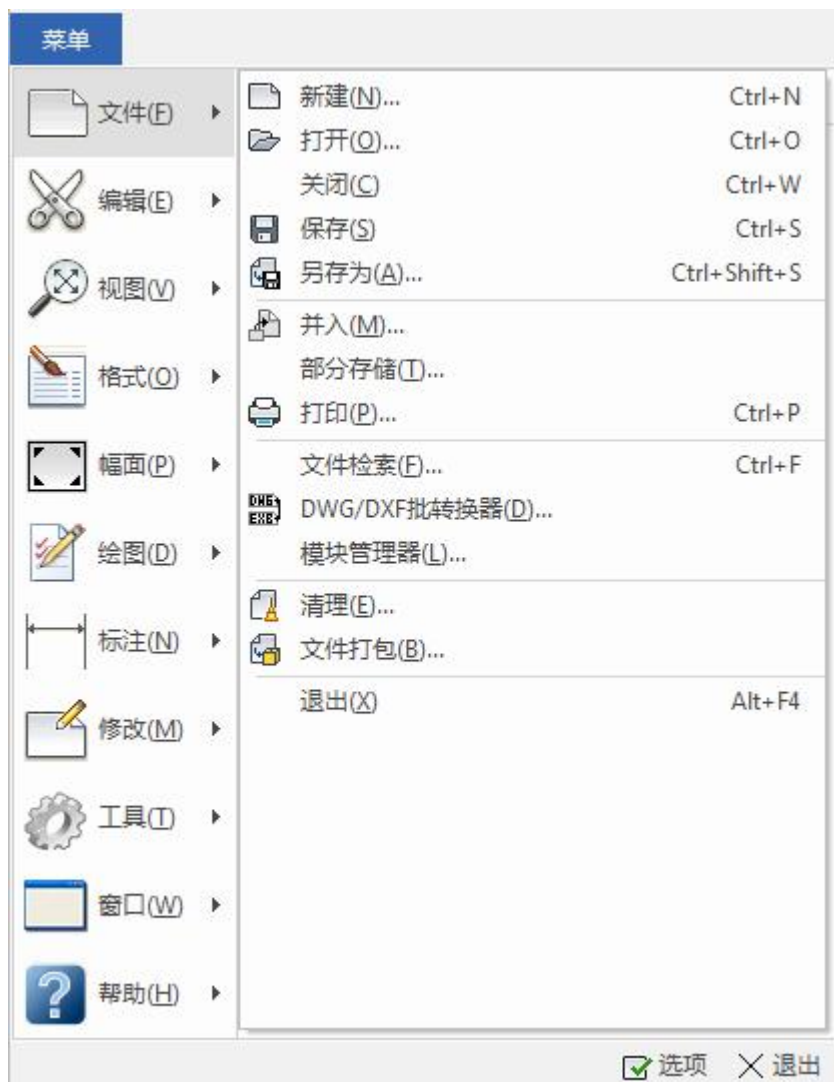 菜单
文件(F)
编辑(E)
视图(V)
格式(O)
幅面(P)
绘图(D)
标注(N)
修改(M)
工具(T)
窗口(W)
帮助(H)
新建(N)... Ctrl+N
打开(O)... Ctrl+O
关闭(C) Ctrl+W
保存(S) Ctrl+S
另存为(A)... Ctrl+Shift+S
并入(M)...
部分存储(T)...
打印(P)... Ctrl+P
文件检索(F)... Ctrl+F
DWG/DXF批转换器(D)...
模块管理器(L)...
清理(E)...
文件打包(B)...
退出(X) Alt+F4
选项 退出